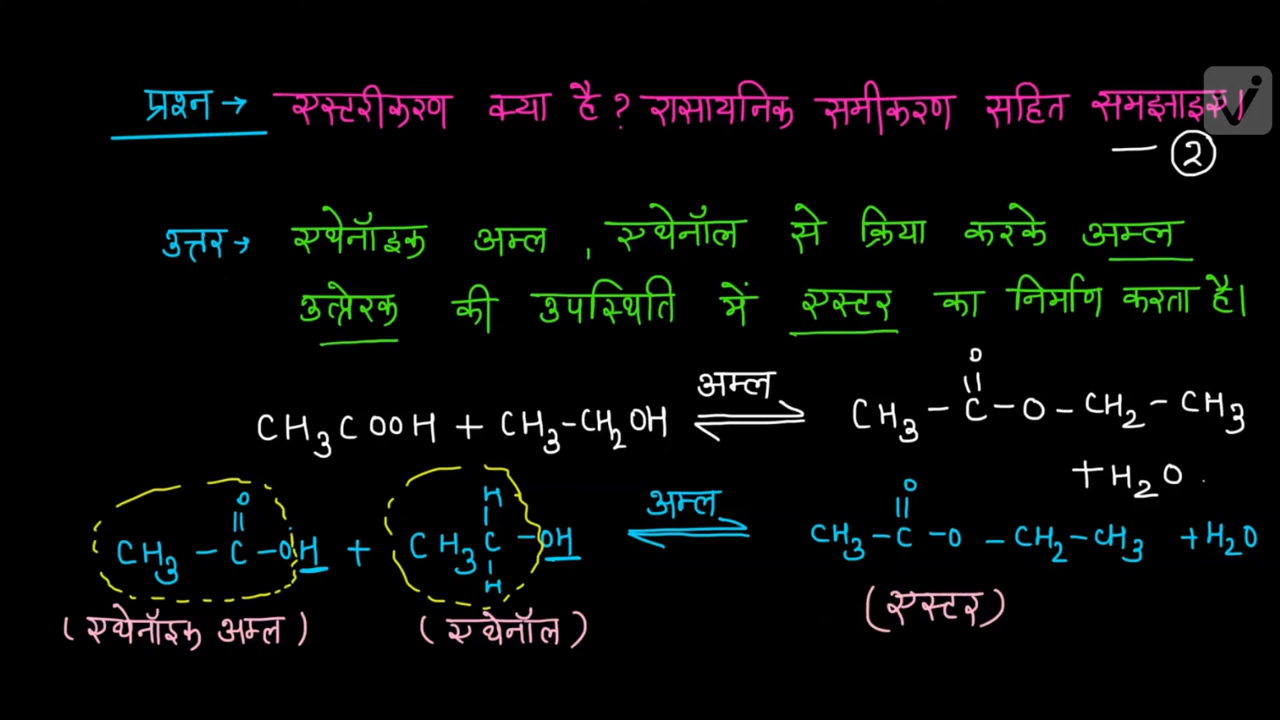 प्रश्न → एस्टरीकरण क्या है? रासायनिक समीकरण सहित समझाइए।
— ②
उत्तर → एथेनॉइक अम्ल, एथेनॉल से क्रिया करके अम्ल
उत्प्रेरक की उपस्थिति में एस्टर का निर्माण करता है।
CH₃COOH + CH₃-CH₂OH ⇌ अम्ल CH₃ - C(=O) - O - CH₂ - CH₃
+ H₂O
CH₃ - C(=O) - OH + CH₃ C(H)(H) - OH ⇌ अम्ल CH₃ - C(=O) - O - CH₂ - CH₃ + H₂O
(एथेनॉइक अम्ल) (एथेनॉल) (एस्टर)